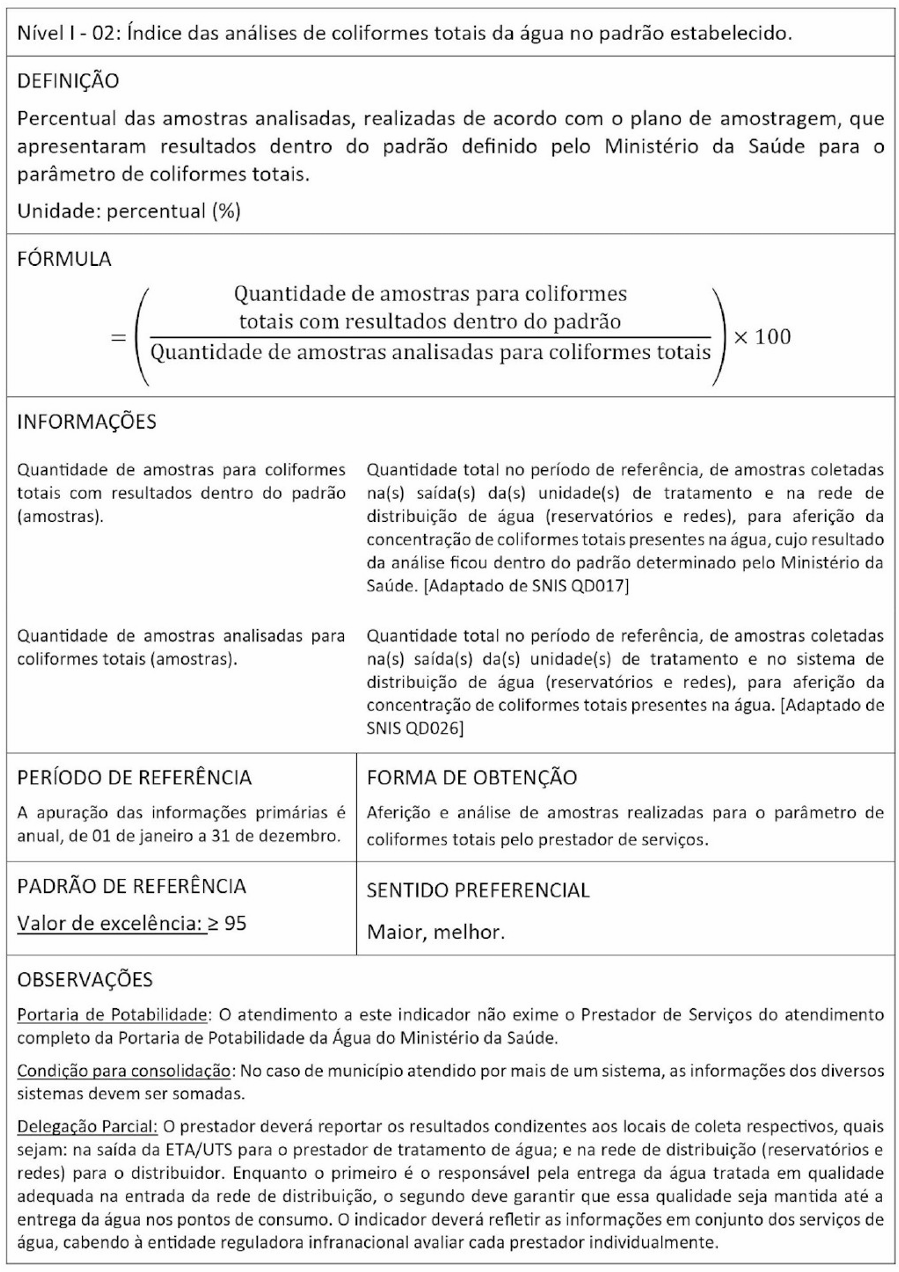 Nível I - 02: Índice das análises de coliformes totais da água no padrão estabelecido.
DEFINIÇÃO
Percentual das amostras analisadas, realizadas de acordo com o plano de amostragem, que
apresentaram resultados dentro do padrão definido pelo Ministério da Saúde para o
parâmetro de coliformes totais.
Unidade: percentual (%)
FÓRMULA
Quantidade de amostras para coliformes
totais com resultados dentro do padrão
= ( ) × 100
Quantidade de amostras analisadas para coliformes totais
INFORMAÇÕES
Quantidade de amostras para coliformes
totais com resultados dentro do padrão
(amostras).
Quantidade total no período de referência, de amostras coletadas
na(s) saída(s) da(s) unidade(s) de tratamento e na rede de
distribuição de água (reservatórios e redes), para aferição da
concentração de coliformes totais presentes na água, cujo resultado
da análise ficou dentro do padrão determinado pelo Ministério da
Saúde. [Adaptado de SNIS QD017]
Quantidade de amostras analisadas para
coliformes totais (amostras).
Quantidade total no período de referência, de amostras coletadas
na(s) saída(s) da(s) unidade(s) de tratamento e no sistema de
distribuição de água (reservatórios e redes), para aferição da
concentração de coliformes totais presentes na água. [Adaptado de
SNIS QD026]
PERÍODO DE REFERÊNCIA
A apuração das informações primárias é
anual, de 01 de janeiro a 31 de dezembro.
FORMA DE OBTENÇÃO
Aferição e análise de amostras realizadas para o parâmetro de
coliformes totais pelo prestador de serviços.
PADRÃO DE REFERÊNCIA
Valor de excelência: ≥ 95
SENTIDO PREFERENCIAL
Maior, melhor.
OBSERVAÇÕES
Portaria de Potabilidade: O atendimento a este indicador não exime o Prestador de Serviços do atendimento
completo da Portaria de Potabilidade da Água do Ministério da Saúde.
Condição para consolidação: No caso de município atendido por mais de um sistema, as informações dos diversos
sistemas devem ser somadas.
Delegação Parcial: O prestador deverá reportar os resultados condizentes aos locais de coleta respectivos, quais
sejam: na saída da ETA/UTS para o prestador de tratamento de água; e na rede de distribuição (reservatórios e
redes) para o distribuidor. Enquanto o primeiro é o responsável pela entrega da água tratada em qualidade
adequada na entrada da rede de distribuição, o segundo deve garantir que essa qualidade seja mantida até a
entrega da água nos pontos de consumo. O indicador deverá refletir as informações em conjunto dos serviços de
água, cabendo à entidade reguladora infranacional avaliar cada prestador individualmente.